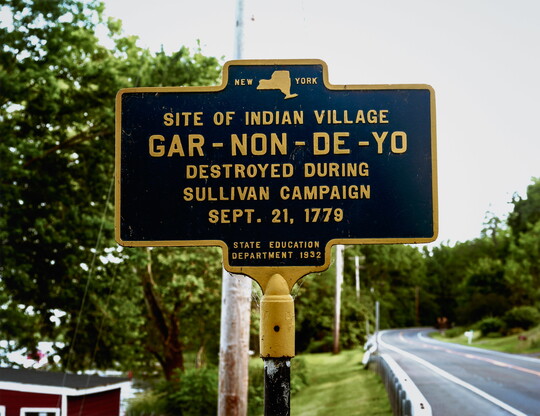 NEW YORK
SITE OF INDIAN VILLAGE
GAR-NON-DE-YO
DESTROYED DURING
SULLIVAN CAMPAIGN
SEPT. 21, 1779
STATE EDUCATION
DEPARTMENT 1932